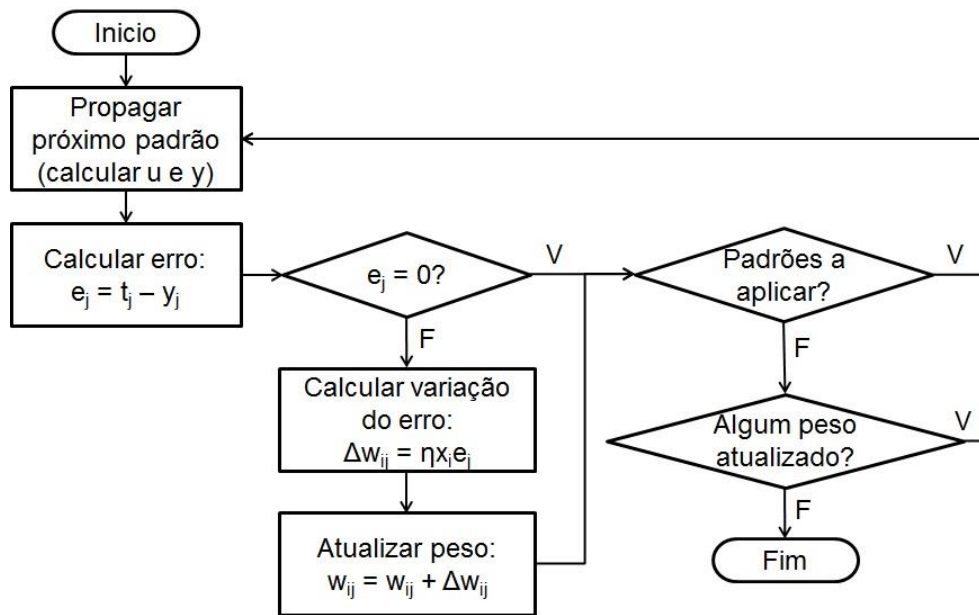 Inicio
Propagar
próximo padrão
(calcular u e y)
Calcular erro:
eⱼ = tⱼ – yⱼ
eⱼ = 0?
V
F
Calcular variação
do erro:
Δwᵢⱼ = ηxᵢeⱼ
Atualizar peso:
wᵢⱼ = wᵢⱼ + Δwᵢⱼ
Padrões a
aplicar?
V
F
Algum peso
atualizado?
V
F
Fim